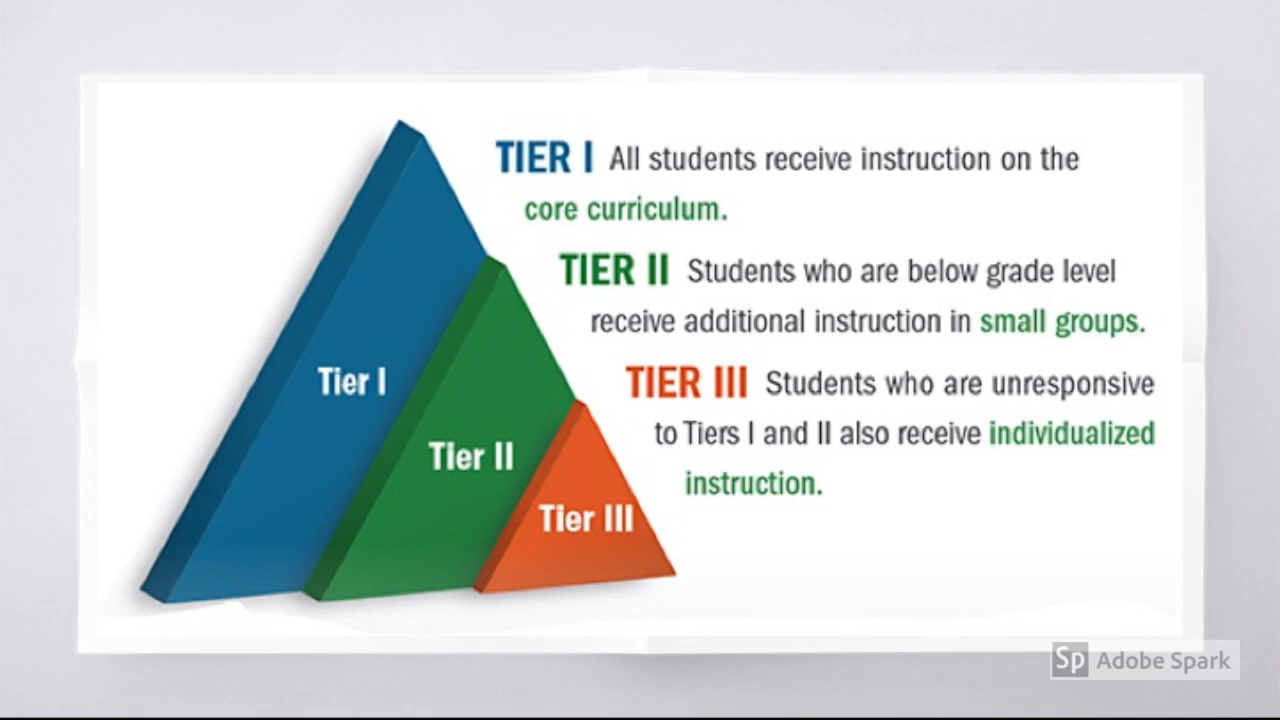 TIER I All students receive instruction on the
core curriculum.
TIER II Students who are below grade level
receive additional instruction in small groups.
TIER III Students who are unresponsive
to Tiers I and II also receive individualized
instruction.
Tier I
Tier II
Tier III
Sp Adobe Spark